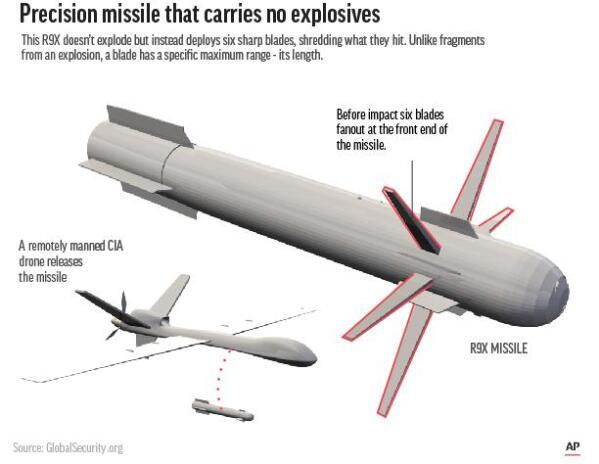 Precision missile that carries no explosives
This R9X doesn't explode but instead deploys six sharp blades, shredding what they hit. Unlike fragments
from an explosion, a blade has a specific maximum range - its length.
Before impact six blades
fanout at the front end of
the missile.
A remotely manned CIA
drone releases
the missile
R9X MISSILE
Source: GlobalSecurity.org
AP